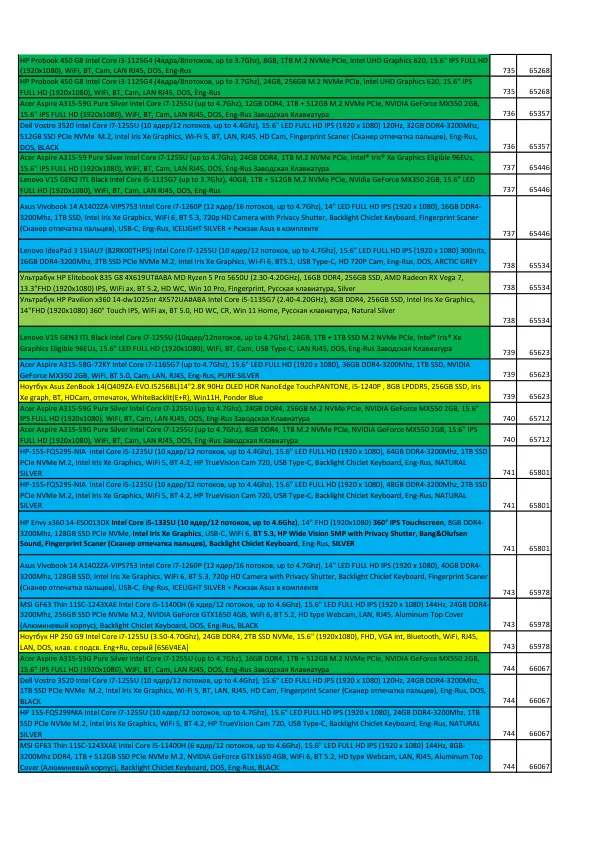 HP Probook 450 G8 Intel Core i3-1125G4 (4ядра/8потоков, up to 3.7Ghz), 8GB, 1TB M.2 NVMe PCIe, Intel UHD Graphics 620, 15.6" IPS FULL HD
(1920x1080), WiFi, BT, Cam, LAN RJ45, DOS, Eng-Rus 735 65268
HP Probook 450 G8 Intel Core i3-1125G4 (4ядра/8потоков, up to 3.7Ghz), 24GB, 256GB M.2 NVMe PCIe, Intel UHD Graphics 620, 15.6" IPS
FULL HD (1920x1080), WiFi, BT, Cam, LAN RJ45, DOS, Eng-Rus 735 65268
Acer Aspire A315-59G Pure Silver Intel Core i7-1255U (up to 4.7Ghz), 12GB DDR4, 1TB + 512GB M.2 NVMe PCIe, NVIDIA GeForce MX550 2GB,
15.6" IPS FULL HD (1920x1080), WiFi, BT, Cam, LAN RJ45, DOS, Eng-Rus Заводская Клавиатура 736 65357
Dell Vostro 3520 Intel Core i7-1255U (10 ядер/12 потоков, up to 4.4Ghz), 15.6" LED FULL HD IPS (1920 x 1080) 120Hz, 32GB DDR4-3200Mhz,
512GB SSD PCIe NVMe M.2, Intel Iris Xe Graphics, Wi-Fi 5, BT, LAN, RJ45, HD Cam, Fingerprint Scaner (Сканер отпечатка пальцев), Eng-Rus,
DOS, BLACK 736 65357
Acer Aspire A315-59 Pure Silver Intel Core i7-1255U (up to 4.7Ghz), 24GB DDR4, 1TB M.2 NVMe PCIe, Intel® Iris® Xe Graphics Eligible 96EUs,
15.6" IPS FULL HD (1920x1080), WiFi, BT, Cam, LAN RJ45, DOS, Eng-Rus Заводская Клавиатура 737 65446
Lenovo V15 GEN2 ITL Black Intel Core i5-1135G7 (up to 3.7Ghz), 40GB, 1TB + 512GB M.2 NVMe PCIe, NVidia GeForce MX350 2GB, 15.6" LED
FULL HD (1920x1080), WiFi, BT, Cam, LAN RJ45, DOS, Eng-Rus 737 65446
Asus Vivobook 14 A1402ZA-VIPS753 Intel Core i7-1260P (12 ядер/16 потоков, up to 4.7Ghz), 14" LED FULL HD IPS (1920x1080), 16GB DDR4-
3200Mhz, 1TB SSD, Intel Iris Xe Graphics, WiFi 6, BT 5.3, 720p HD Camera with Privacy Shutter, Backlight Chiclet Keyboard, Fingerprint Scaner
(Сканер отпечатка пальцев), USB-C, Eng-Rus, ICELIGHT SILVER + Рюкзак Asus в комплекте 737 65446
Lenovo IdeaPad 3 15IAU7 (82RK00THPS) Intel Core i7-1255U (10 ядер/12 потоков, up to 4.7Ghz), 15.6" LED FULL HD IPS (1920x1080) 300nits,
16GB DDR4-3200Mhz, 2TB SSD, Intel Iris Xe Graphics, WiFi 6, BT5.1, USB Type-C, HD 720P Cam, Eng-Rus, DOS, ARCTIC GREY 738 65534
Ультрабук HP Elitebook 835 G8 4X619UT#ABA MD Ryzen 5 Pro 5650U (2.30-4.20GHz), 16GB DDR4, 256GB SSD, AMD Radeon RX Vega 7,
13.3"FHD (1920x1080) IPS, WiFi ax, BT 5.2, HD WC, Win 10 Pro, Fingerprint, Русская клавиатура, Silver 738 65534
Ультрабук HP Pavilion x360 14-dw1025nr 4X572UA#ABA Intel Core i5-1135G7 (2.40-4.20GHz), 8GB DDR4, 256GB SSD, Intel Iris Xe Graphics,
14"FHD (1920x1080) 360° Touch IPS, WiFi ax, BT 5.0, HD WC, CR, Win 11 Home, Русская клавиатура, Natural Silver 738 65534
Lenovo V15 GEN3 ITL Black Intel Core i7-1255U (10ядер/12потоков, up to 4.7Ghz), 24GB, 1TB + 1TB SSD M.2 NVMe PCIe, Intel® Iris® Xe
Graphics Eligible 96EUs, 15.6" LED FULL HD (1920x1080), WiFi, BT, Cam, USB Type-C, LAN RJ45, DOS, Eng-Rus Заводская Клавиатура 739 65623
Acer Aspire A315-58G-72KY Intel Core i7-1165G7 (up to 4.7Ghz), 15.6" LED FULL HD IPS (1920x1080), 36GB DDR4-3200Mhz, 1TB SSD, NVIDIA
GeForce MX350 2GB, WiFi, BT 5.0, Cam, LAN, RJ45, Eng-Rus, PURE SILVER 739 65623
Ноутбук Asus ZenBook 14(Q409ZA-EVO.I5256BL)14"2.8K 90Hz OLED HDR NanoEdge TouchPANTONE, i5-1240P , 8GB LPDDR5, 256GB SSD, Iris
Xe graph, BT, HDCam, отпечаток, WhiteBacklit(E+R), Win11H, Ponder Blue 739 65623
Acer Aspire A315-59G Pure Silver Intel Core i7-1255U (up to 4.7Ghz), 24GB DDR4, 256GB M.2 NVMe PCIe, NVIDIA GeForce MX550 2GB, 15.6"
IPS FULL HD (1920x1080), WiFi, BT, Cam, LAN RJ45, DOS, Eng-Rus Заводская Клавиатура 740 65712
Acer Aspire A315-59G Pure Silver Intel Core i7-1255U (up to 4.7Ghz), 8GB DDR4, 1TB M.2 NVMe PCIe, NVIDIA GeForce MX550 2GB, 15.6" IPS
FULL HD (1920x1080), WiFi, BT, Cam, LAN RJ45, DOS, Eng-Rus Заводская Клавиатура 740 65712
HP-15S-FQ5295-NIA Intel Core i5-1235U (10 ядер/12 потоков, up to 4.4Ghz), 15.6" LED FULL HD IPS (1920x1080), 64GB DDR4-3200Mhz, 1TB SSD
PCIe NVMe M.2, Intel Iris Xe Graphics, WiFi 5, BT 4.2, HP TrueVision Cam 720, USB Type-C, Backlight Chiclet Keyboard, Eng-Rus, NATURAL
SILVER 741 65801
HP-15S-FQ5295-NIA Intel Core i5-1235U (10 ядер/12 потоков, up to 4.4Ghz), 15.6" LED FULL HD IPS (1920x1080), 48GB DDR4-3200Mhz, 2TB SSD
PCIe NVMe M.2, Intel Iris Xe Graphics, WiFi 5, BT 4.2, HP TrueVision Cam 720, USB Type-C, Backlight Chiclet Keyboard, Eng-Rus, NATURAL
SILVER 741 65801
HP Envy x360 14-ES0013DX Intel Core i5-1335U (10 ядер/12 потоков, up to 4.6Ghz), 14" FHD (1920x1080) 360° IPS Touchscreen, 8GB DDR4-
3200Mhz, 128GB SSD PCIe NVMe M.2, Intel Iris Xe Graphics, USB-C, WiFi 6, BT 5.3, HP Wide Vision 5MP with Privacy Shutter, Bang&Olufsen
Sound, Fingerprint Scaner (Сканер отпечатка пальцев), Backlight Chiclet Keyboard, Eng-Rus, SILVER 741 65801
Asus Vivobook 14 A1402ZA-VIPS753 Intel Core i7-1260P (12 ядер/16 потоков, up to 4.7Ghz), 14" LED FULL HD IPS (1920x1080), 40GB DDR4-
3200Mhz, 128GB SSD, Intel Iris Xe Graphics, WiFi 6, BT 5.3, 720p HD Camera with Privacy Shutter, Backlight Chiclet Keyboard, Fingerprint Scaner
(Сканер отпечатка пальцев), USB-C, Eng-Rus, ICELIGHT SILVER + Рюкзак Asus в комплекте 743 65978
MSI GF63 Thin 11SC-1243XAE Intel Core i5-11400H (6 ядер/12 потоков, up to 4.6Ghz), 15.6" LED FULL HD IPS (1920 x 1080) 144Hz, 24GB DDR4-
3200Mhz, 256GB SSD PCIe NVMe M.2, NVIDIA GeForce GTX1650 4GB, WiFi 6, BT 5.2, HD type Webcam, LAN, RJ45, Aluminum Top Cover
(Алюминевый корпус), Backlight Chiclet Keyboard, DOS, Eng-Rus, BLACK 743 65978
Ноутбук HP 250 G9 Intel Core i7-1255U (3.50-4.70Ghz), 24GB DDR4, 2TB SSD NVMe, 15.6" (1920x1080), FHD, VGA int, Bluetooth, WiFi, RJ45,
LAN, DOS, клав. с подсв. Eng+Ru, серый [6S6V4EA] 743 65978
Acer Aspire A315-59G Pure Silver Intel Core i7-1255U (up to 4.7Ghz), 16GB DDR4, 1TB + 512GB M.2 NVMe PCIe, NVIDIA GeForce MX550 2GB,
15.6" IPS FULL HD (1920x1080), WiFi, BT, Cam, LAN RJ45, DOS, Eng-Rus Заводская Клавиатура 744 66067
Dell Vostro 3520 Intel Core i7-1255U (10 ядер/12 потоков, up to 4.4Ghz), 15.6" LED FULL HD IPS (1920 x 1080) 120Hz, 24GB DDR4-3200Mhz,
1TB SSD PCIe NVMe M.2, Intel Iris Xe Graphics, Wi-Fi 5, BT, LAN, RJ45, HD Cam, Fingerprint Scaner (Сканер отпечатка пальцев), Eng-Rus, DOS,
BLACK 744 66067
HP 15S-FQ5299NIA Intel Core i7-1255U (10 ядер/12 потоков, up to 4.7Ghz), 15.6" LED FULL HD IPS (1920 x 1080), 24GB DDR4-3200Mhz, 1TB
SSD PCIe NVMe M.2, Intel Iris Xe Graphics, WiFi 5, BT 4.2, HP TrueVision Cam 720, USB Type-C, Backlight Chiclet Keyboard, Eng-Rus, NATURAL
SILVER 744 66067
MSI GF63 Thin 11SC-1243XAE Intel Core i5-11400H (6 ядер/12 потоков, up to 4.6Ghz), 15.6" LED FULL HD IPS (1920 x 1080) 144Hz, 8GB-
3200Mhz DDR4, 1TB + 512GB SSD PCIe NVMe M.2, NVIDIA GeForce GTX1650 4GB, WiFi 6, BT 5.2, HD type Webcam, LAN, RJ45, Aluminum Top
Cover (Алюминевый корпус), Backlight Chiclet Keyboard, DOS, Eng-Rus, BLACK 744 66067